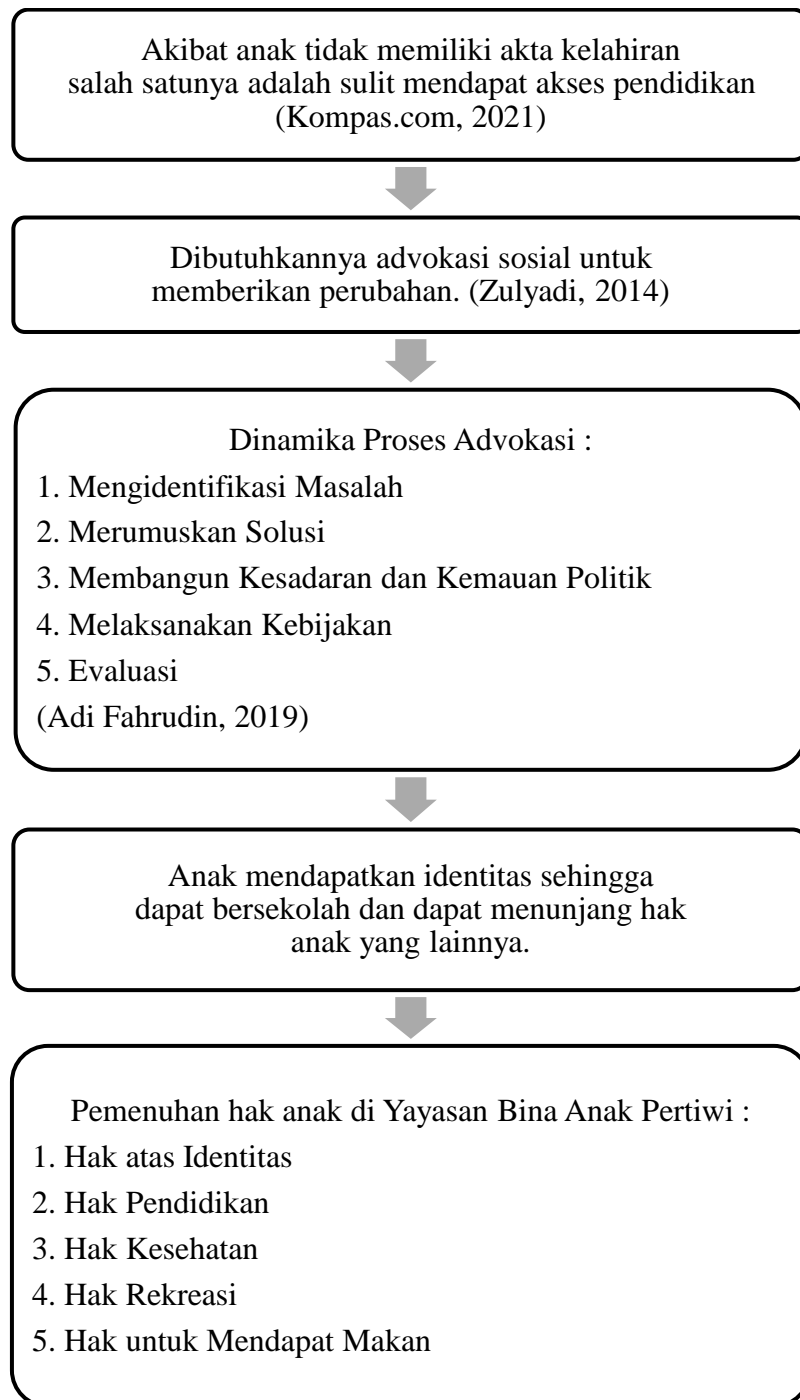 Akibat anak tidak memiliki akta kelahiran
salah satunya adalah sulit mendapat akses pendidikan
(Kompas.com, 2021)
Dibutuhkannya advokasi sosial untuk
memberikan perubahan. (Zulyadi, 2014)
Dinamika Proses Advokasi :
1. Mengidentifikasi Masalah
2. Merumuskan Solusi
3. Membangun Kesadaran dan Kemauan Politik
4. Melaksanakan Kebijakan
5. Evaluasi
(Adi Fahrudin, 2019)
Anak mendapatkan identitas sehingga
dapat bersekolah dan dapat menunjang hak
anak yang lainnya.
Pemenuhan hak anak di Yayasan Bina Anak Pertiwi :
1. Hak atas Identitas
2. Hak Pendidikan
3. Hak Kesehatan
4. Hak Rekreasi
5. Hak untuk Mendapat Makan